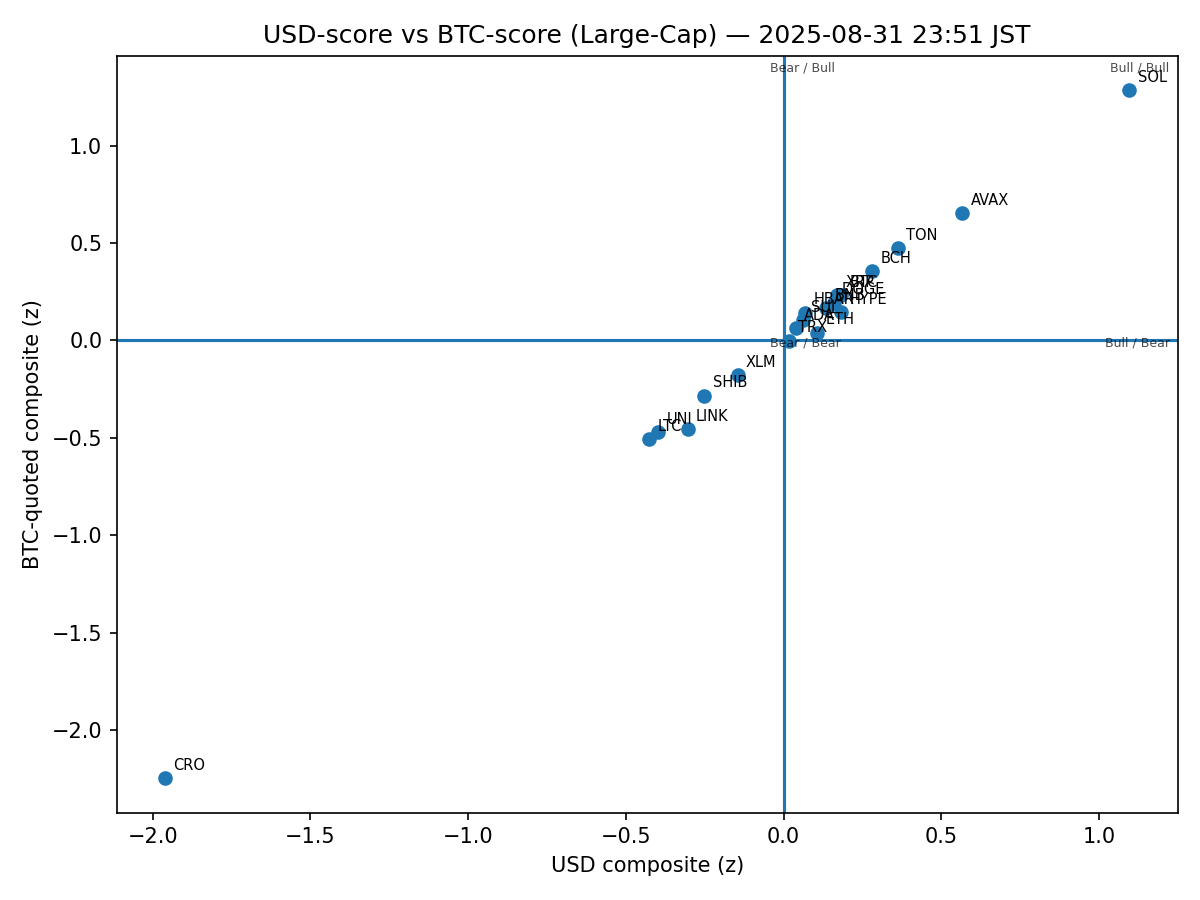 USD-score vs BTC-score (Large-Cap) — 2025-08-31 23:51 JST
Bear / Bull
Bull / Bull
SOL
AVAX
TON
BCH
HYPE
ETH
ADA
TRX
Bear / Bear
Bull / Bear
XLM
SHIB
LINK
UNI
LTC
CRO
1.0
0.5
0.0
−0.5
−1.0
−1.5
−2.0
BTC-quoted composite (z)
−2.0
−1.5
−1.0
−0.5
0.0
0.5
1.0
USD composite (z)